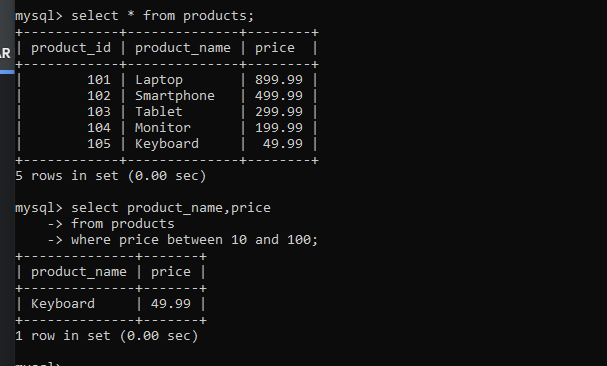 mysql> select * from products;
+------------+--------------+--------+
| product_id | product_name | price  |
+------------+--------------+--------+
|        101 | Laptop       | 899.99 |
|        102 | Smartphone   | 499.99 |
|        103 | Tablet       | 299.99 |
|        104 | Monitor      | 199.99 |
|        105 | Keyboard     |  49.99 |
+------------+--------------+--------+
5 rows in set (0.00 sec)

mysql> select product_name,price
    -> from products
    -> where price between 10 and 100;
+--------------+-------+
| product_name | price |
+--------------+-------+
| Keyboard     | 49.99 |
+--------------+-------+
1 row in set (0.00 sec)

mysql>